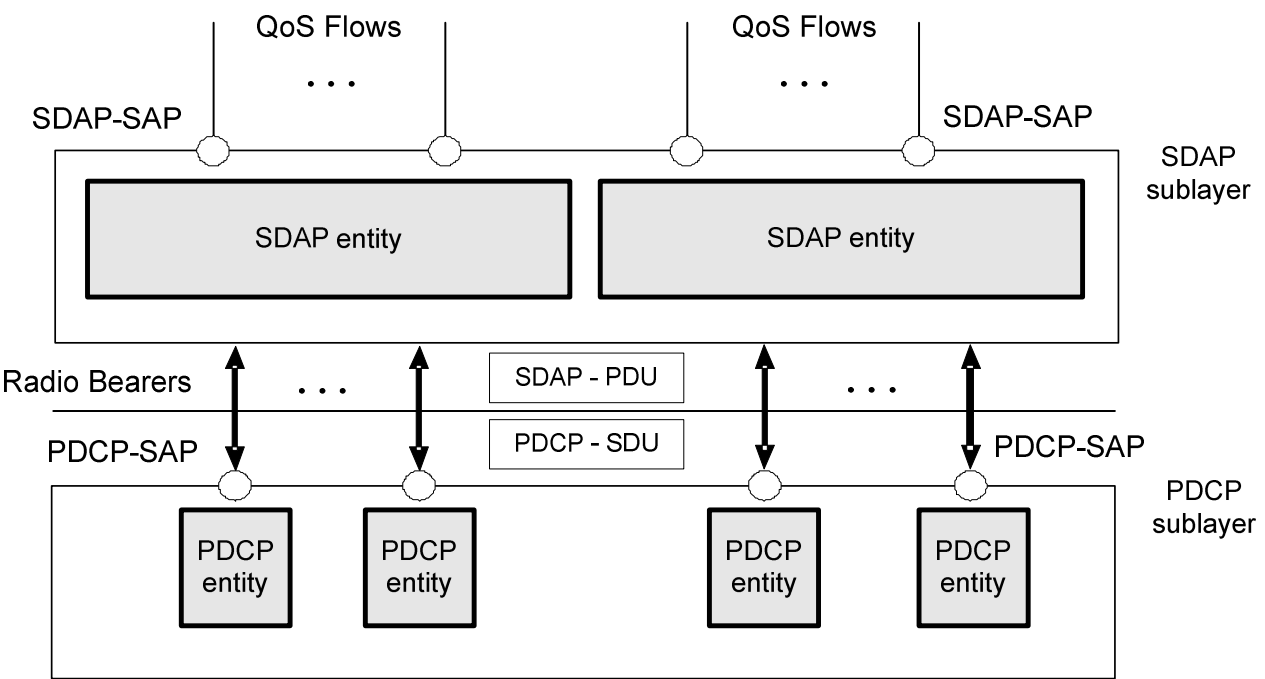 QoS Flows
QoS Flows
. . .
. . .
SDAP-SAP
SDAP-SAP
SDAP
sublayer
SDAP entity
SDAP entity
Radio Bearers
. . .
SDAP - PDU
. . .
PDCP-SAP
PDCP - SDU
PDCP-SAP
PDCP
sublayer
PDCP
entity
PDCP
entity
PDCP
entity
PDCP
entity